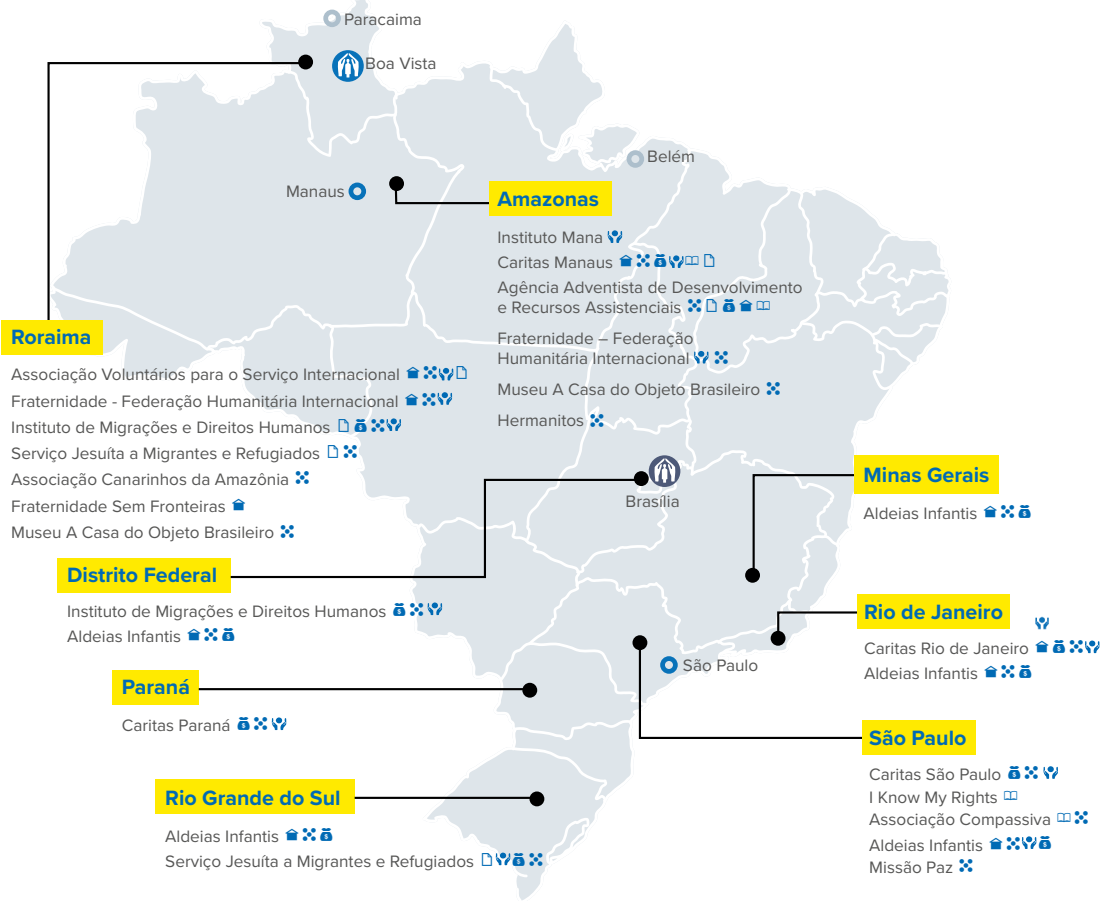 Paracaima
Boa Vista
Belém
Manaus
Amazonas
Instituto Mana
Caritas Manaus
Agência Adventista de Desenvolvimento
e Recursos Assistenciais
Fraternidade – Federação
Humanitária Internacional
Museu A Casa do Objeto Brasileiro
Hermanitos
Roraima
Associação Voluntários para o Serviço Internacional
Fraternidade - Federação Humanitária Internacional
Instituto de Migrações e Direitos Humanos
Serviço Jesuíta a Migrantes e Refugiados
Associação Canarinhos da Amazônia
Fraternidade Sem Fronteiras
Museu A Casa do Objeto Brasileiro
Brasília
Minas Gerais
Aldeias Infantis
Distrito Federal
Instituto de Migrações e Direitos Humanos
Aldeias Infantis
Rio de Janeiro
Caritas Rio de Janeiro
Aldeias Infantis
São Paulo
Paraná
Caritas Paraná
São Paulo
Caritas São Paulo
I Know My Rights
Associação Compassiva
Aldeias Infantis
Missão Paz
Rio Grande do Sul
Aldeias Infantis
Serviço Jesuíta a Migrantes e Refugiados